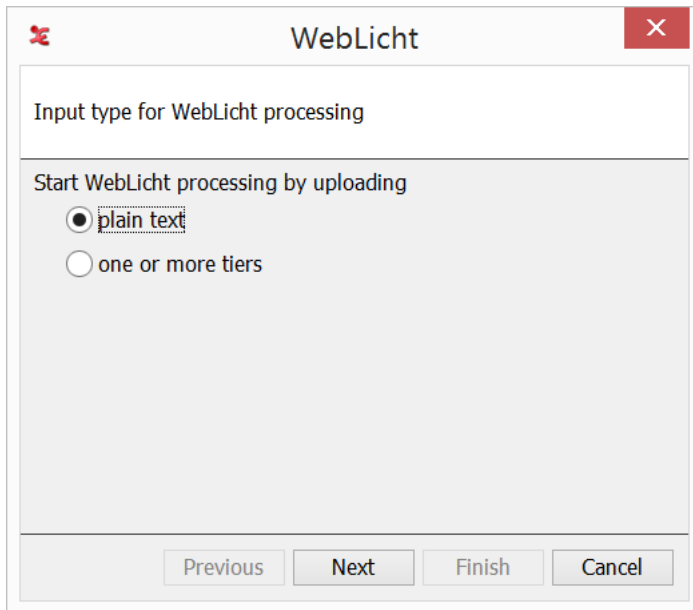 WebLicht
Input type for WebLicht processing
Start WebLicht processing by uploading
plain text
one or more tiers
Previous Next Finish Cancel